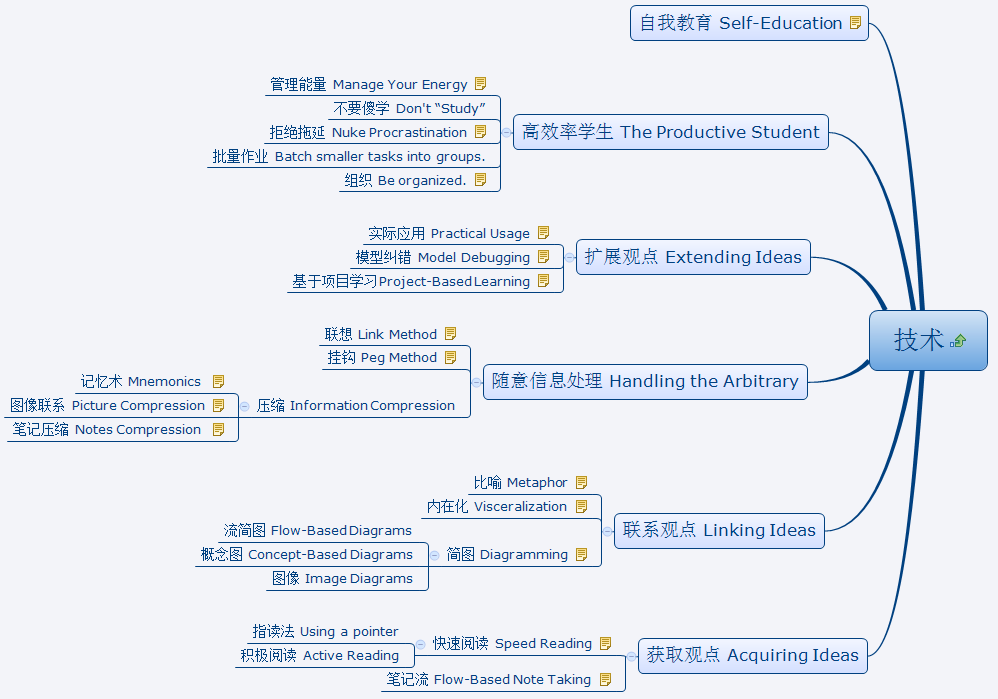 自我教育 Self-Education
管理能量 Manage Your Energy
不要傻学 Don't “Study”
拒绝拖延 Nuke Procrastination
批量作业 Batch smaller tasks into groups.
组织 Be organized.
高效率学生 The Productive Student
实际应用 Practical Usage
模型纠错 Model Debugging
基于项目学习Project-Based Learning
扩展观点 Extending Ideas
技术
联想 Link Method
挂钩 Peg Method
记忆术 Mnemonics
图像联系 Picture Compression
笔记压缩 Notes Compression
压缩 Information Compression
随意信息处理 Handling the Arbitrary
比喻 Metaphor
内在化 Visceralization
流简图 Flow-Based Diagrams
概念图 Concept-Based Diagrams
图像 Image Diagrams
简图 Diagramming
联系观点 Linking Ideas
指读法 Using a pointer
积极阅读 Active Reading
快速阅读 Speed Reading
笔记流 Flow-Based Note Taking
获取观点 Acquiring Ideas